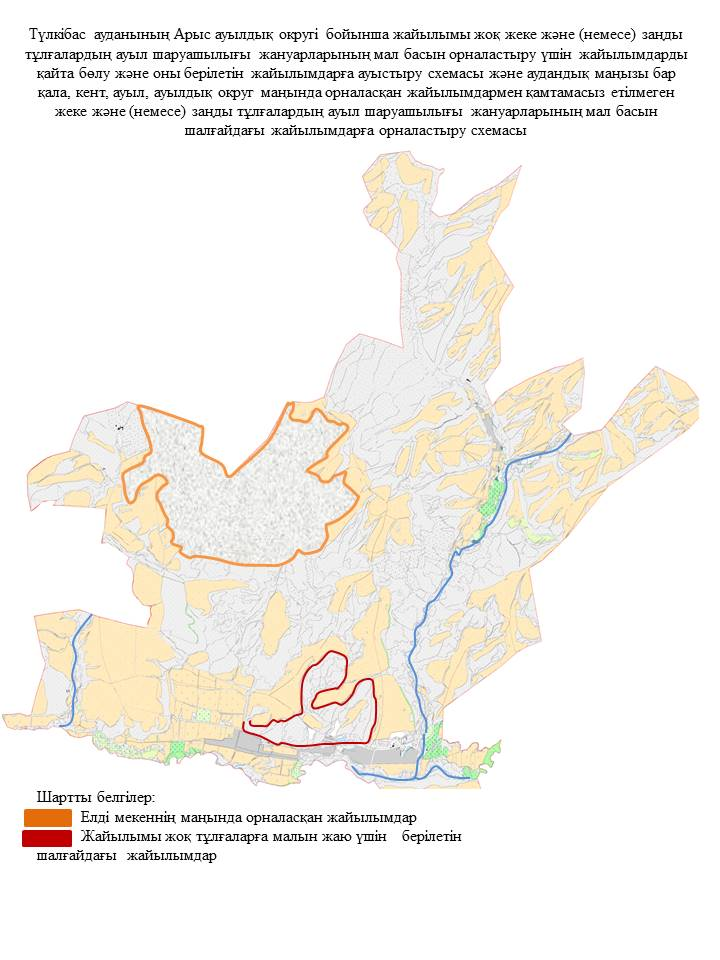 Түлкібас ауданының Арыс ауылдық округі бойынша жайылымы жоқ жеке және (немесе) заңды
тұлғалардың ауыл шаруашылығы жануарларының мал басын орналастыру үшін жайылымдарды
қайта бөлу және оны берілетін жайылымдарға ауыстыру схемасы және аудандық маңызы бар
қала, кент, ауыл, ауылдық округ маңында орналасқан жайылымдармен қамтамасыз етілмеген
жеке және (немесе) заңды тұлғалардың ауыл шаруашылығы жануарларының мал басын
шалғайдағы жайылымдарға орналастыру схемасы
Шартты белгілер:
Елді мекеннің маңында орналасқан жайылымдар
Жайылымы жоқ тұлғаларға малын жаю үшін берілетін
шалғайдағы жайылымдар